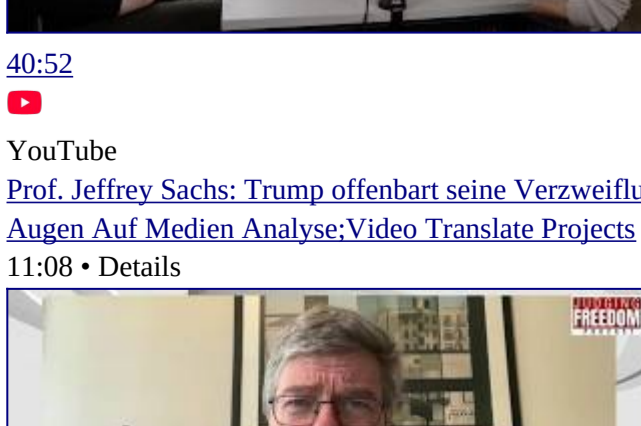 40:52
YouTube
Prof. Jeffrey Sachs: Trump offenbart seine
Augen Auf Medien Analyse;Video Translate Projects
11:08 • Details
JUDGING
FREEDOM